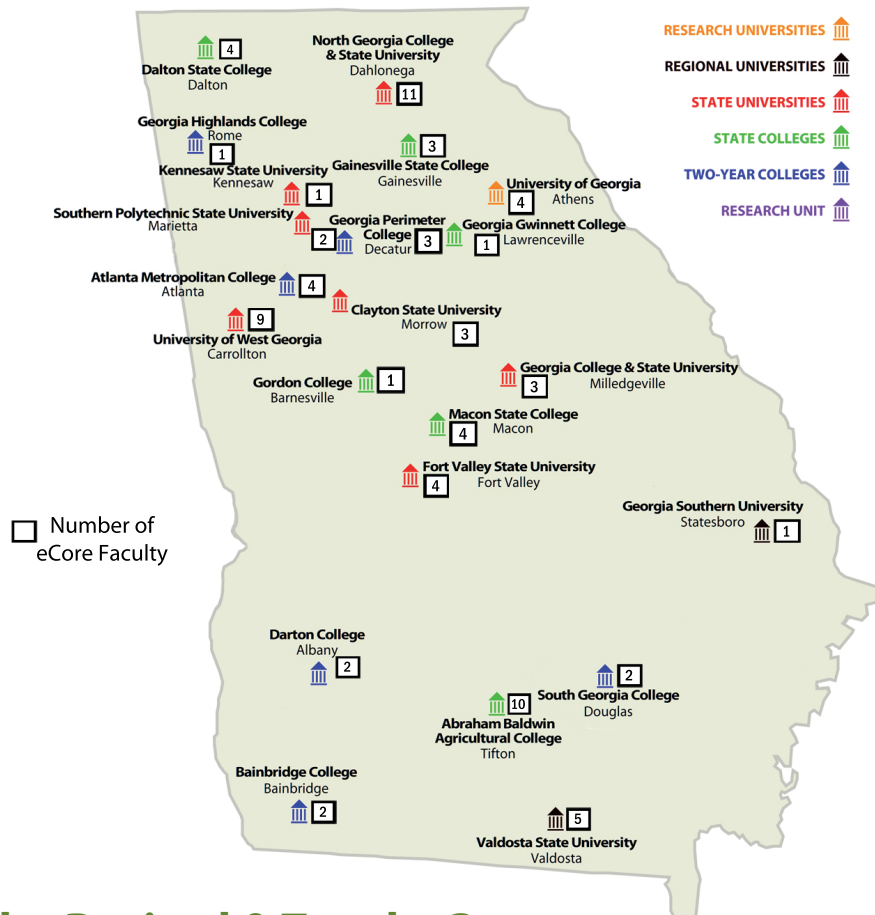 RESEARCH UNIVERSITIES
REGIONAL UNIVERSITIES
STATE UNIVERSITIES
STATE COLLEGES
TWO-YEAR COLLEGES
RESEARCH UNIT
4
Dalton State College
Dalton
North Georgia College
& State University
Dahlonega
11
Georgia Highlands College
Rome
1
3
Gainesville State College
Gainesville
Kennesaw State University
Kennesaw
1
University of Georgia
Athens
4
Southern Polytechnic State University
Marietta
2
Georgia Perimeter
College
Decatur
3
Georgia Gwinnett College
Lawrenceville
1
Atlanta Metropolitan College
Atlanta
4
Clayton State University
Morrow
3
9
University of West Georgia
Carrollton
Gordon College
Barnesville
1
Georgia College & State University
Milledgeville
3
Macon State College
Macon
4
Fort Valley State University
Fort Valley
4
Georgia Southern University
Statesboro
1
Number of
eCore Faculty
Darton College
Albany
2
2
South Georgia College
Douglas
10
Abraham Baldwin
Agricultural College
Tifton
Bainbridge College
Bainbridge
2
5
Valdosta State University
Valdosta